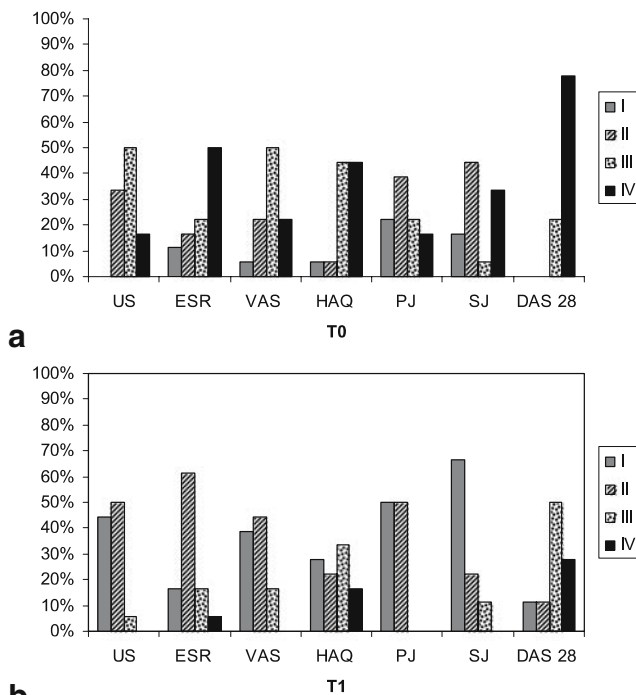 100%
90%
80%
70%
60%
50%
40%
30%
20%
10%
0%
US ESR VAS HAQ PJ SJ DAS 28
T0
I
II
III
IV
a
100%
90%
80%
70%
60%
50%
40%
30%
20%
10%
0%
US ESR VAS HAQ PJ SJ DAS 28
T1
I
II
III
IV
b